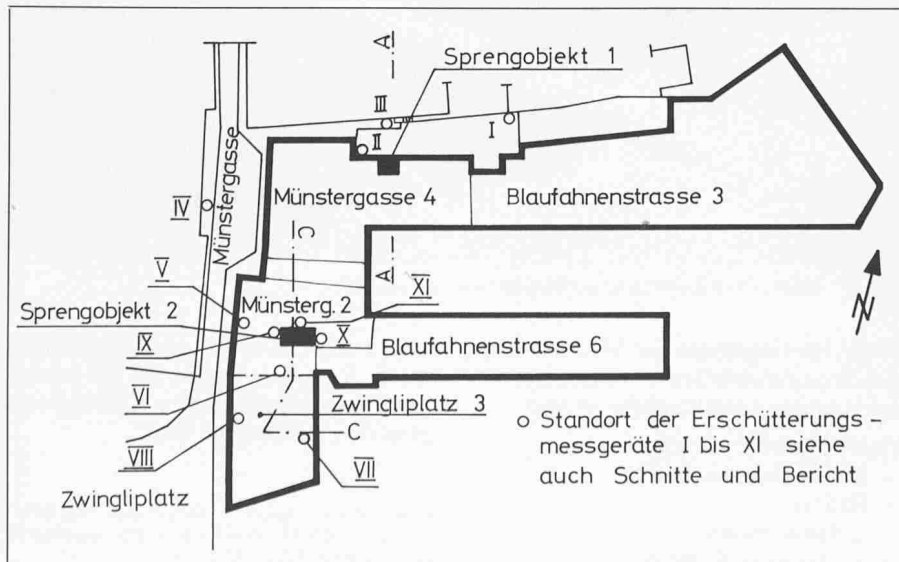 A
Sprengobjekt 1
III
I
II
Münstergasse
Münstergasse 4
Blaufahnenstrasse 3
IV
C
A
V
XI
N
Münsterg. 2
Sprengobjekt 2
IX
X
Blaufahnenstrasse 6
VI
Zwingliplatz 3
C
VIII
VII
Zwingliplatz
○ Standort der Erschütterungs-
messgeräte I bis XI siehe
auch Schnitte und Bericht